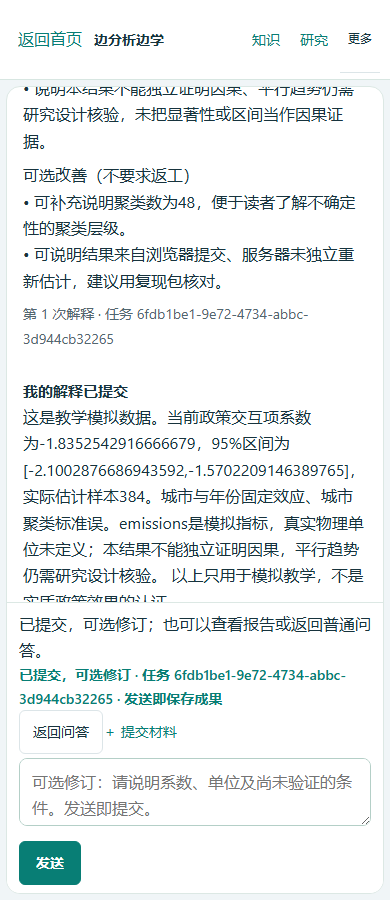 返回首页 边分析边学 知识 研究 更多
• 说明本结果不能独立证明因果、平行趋势仍需
研究设计核验，未把显著性或区间当作因果证
据。
可选改善（不要求返工）
• 可补充说明聚类数为48，便于读者了解不确定
性的聚类层级。
• 可说明结果来自浏览器提交、服务器未独立重
新估计，建议用复现包核对。
第 1 次解释 · 任务 6fdb1be1-9e72-4734-abbc-
3d944cb32265
我的解释已提交
这是教学模拟数据。当前政策交互项系数
为-1.8352542916666679，95%区间为
[-2.1002876686943592,-1.5702209146389765]，
实际估计样本384。城市与年份固定效应、城市
聚类标准误。emissions是模拟指标，真实物理单
位未定义；本结果不能独立证明因果，平行趋势
仍需研究设计核验。 以上只用于模拟教学，不是
实质政策效果的认证
已提交，可选修订；也可以查看报告或返回普通问
答。
已提交，可选修订 · 任务 6fdb1be1-9e72-4734-abbc-
3d944cb32265 · 发送即保存成果
返回问答 + 提交材料
可选修订：请说明系数、单位及尚未验证的条
件。发送即提交。
发送